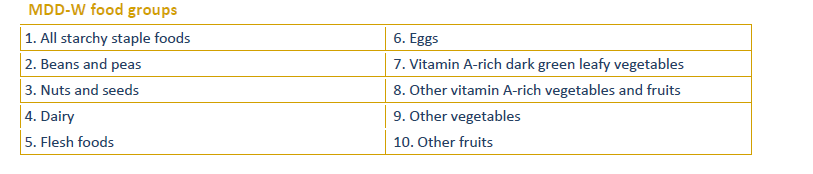 MDD-W food groups
1. All starchy staple foods
6. Eggs
2. Beans and peas
7. Vitamin A-rich dark green leafy vegetables
3. Nuts and seeds
8. Other vitamin A-rich vegetables and fruits
4. Dairy
9. Other vegetables
5. Flesh foods
10. Other fruits